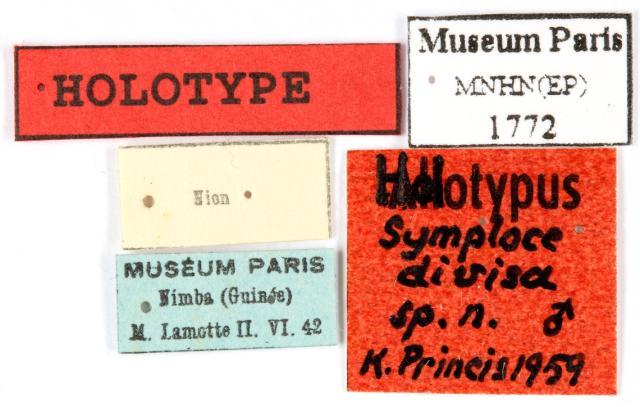 HOLOTYPE
Museum Paris
MNHN(EP)
1772
Nion
MUSÉUM PARIS
Nimba (Guinée)
M. Lamotte II. VI. 42
Holotypus
Symploce
divisa
sp. n. ♂
K. Princis 1959